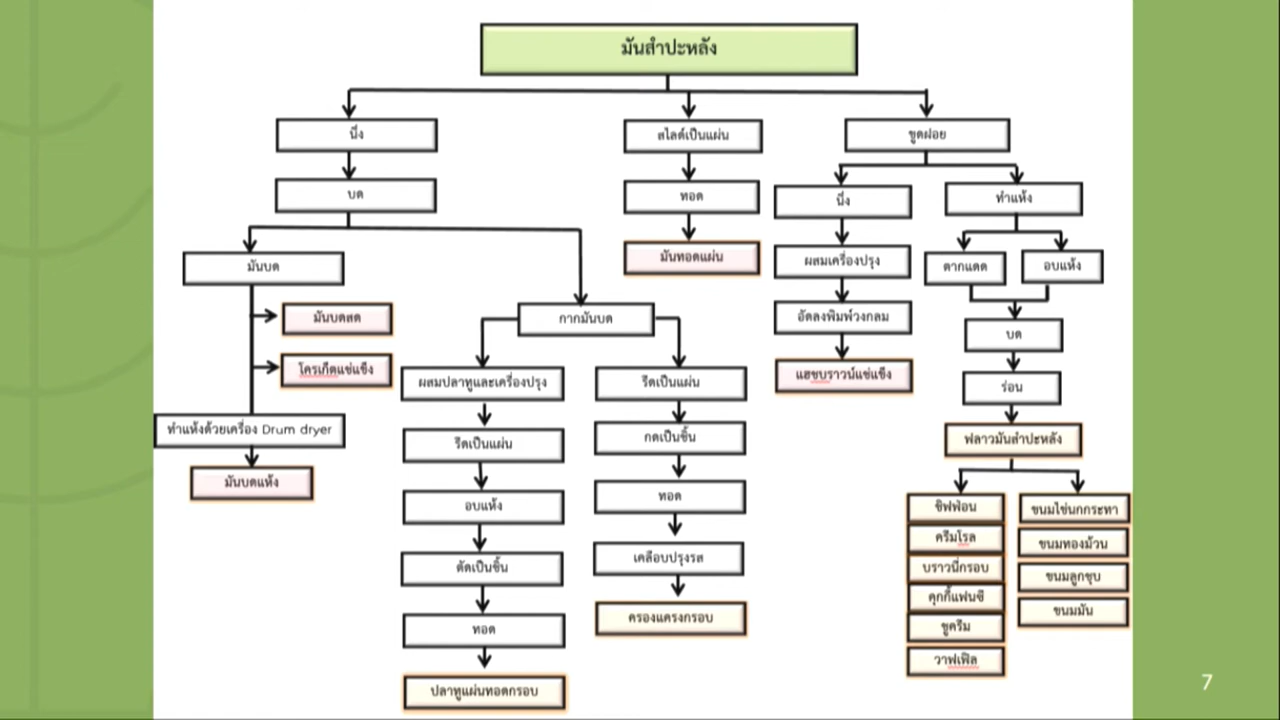 มันสำปะหลัง
นึ่ง
สไลด์เป็นแผ่น
ขูดฝอย
บด
ทอด
นึ่ง
ทำแห้ง
มันบด
มันทอดแผ่น
ผสมเครื่องปรุง
ตากแดด
อบแห้ง
มันบดสด
กากมันบด
อัดลงพิมพ์วงกลม
บด
โครเก็ตแช่แข็ง
ผสมปลาทูและเครื่องปรุง
รีดเป็นแผ่น
แฮชบราวน์แช่แข็ง
ร่อน
ทำแห้งด้วยเครื่อง Drum dryer
รีดเป็นแผ่น
กดเป็นชิ้น
ฟลาวมันสำปะหลัง
มันบดแห้ง
อบแห้ง
ทอด
ชิฟฟ่อน
ขนมไข่นกกระทา
ครีมโรล
ขนมทองม้วน
ตัดเป็นชิ้น
เคลือบปรุงรส
บราวนี่กรอบ
ขนมลูกชุบ
คุกกี้แฟนซี
ขนมมัน
ทอด
ครองแครงกรอบ
ชูครีม
วาฟเฟิล
ปลาทูแผ่นทอดกรอบ
7